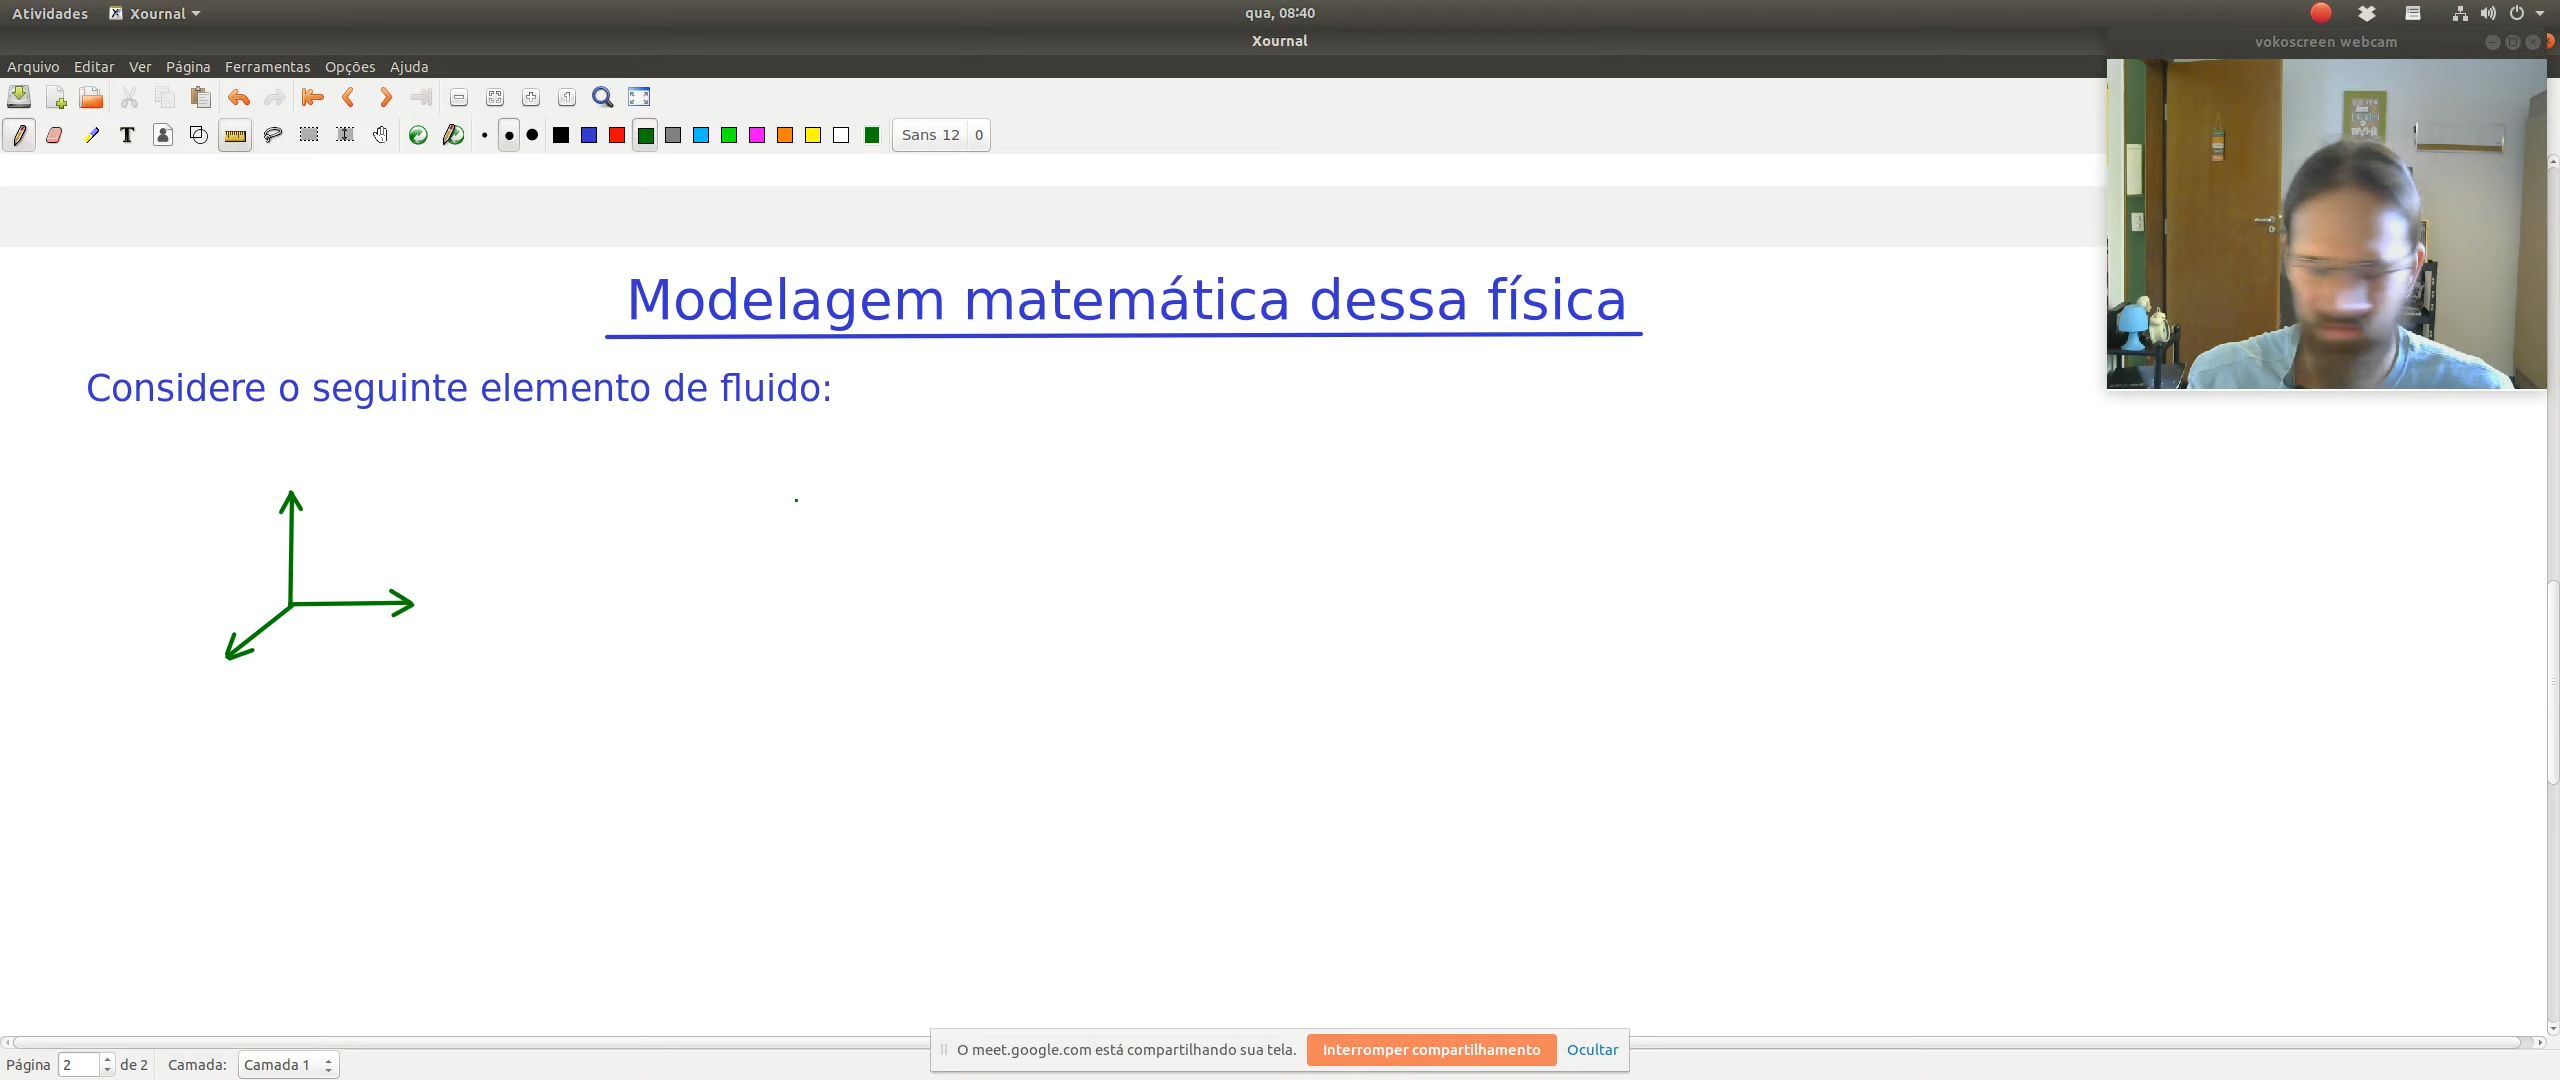 Atividades Xournal qua, 08:40
Xournal
vokoscreen webcam
Arquivo Editar Ver Página Ferramentas Opções Ajuda
T Sans 12 0
Modelagem matemática dessa física
Considere o seguinte elemento de fluido:
O meet.google.com está compartilhando sua tela. Interromper compartilhamento Ocultar
Página 2 de 2 Camada: Camada 1